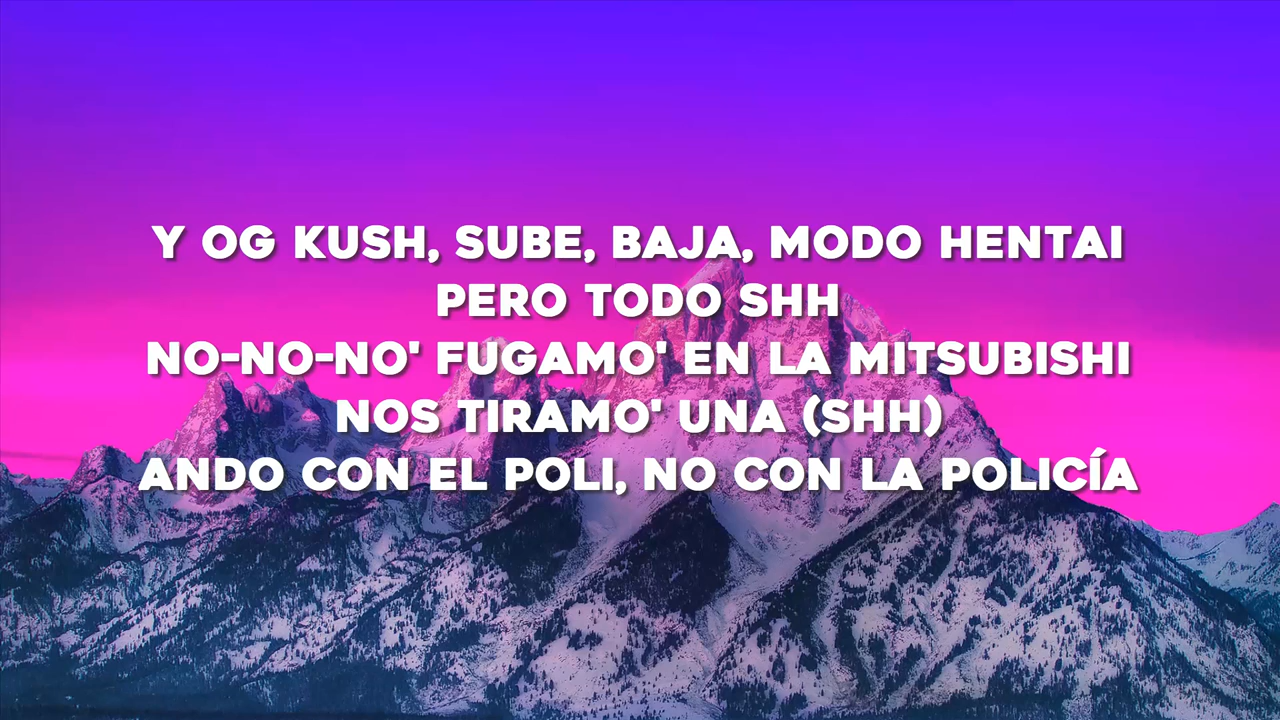 Y OG KUSH, SUBE, BAJA, MODO HENTAI
PERO TODO SHH
NO-NO-NO' FUGAMO' EN LA MITSUBISHI
NOS TIRAMO' UNA (SHH)
ANDO CON EL POLI, NO CON LA POLICÍA